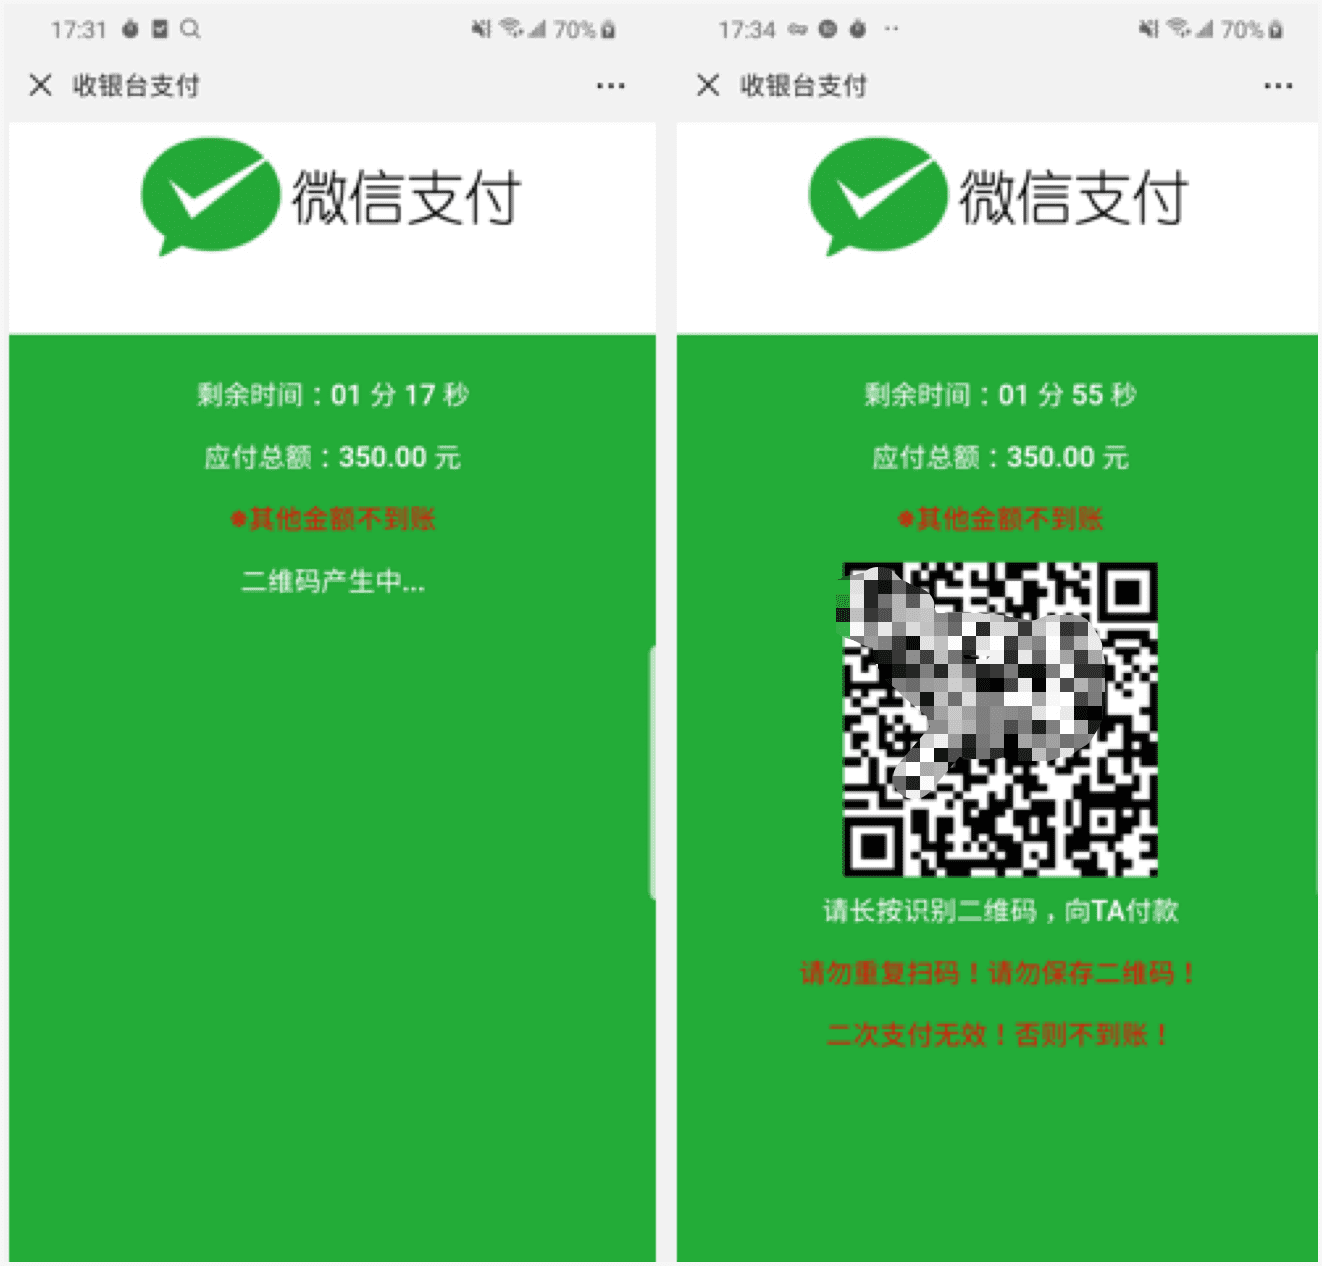 17:31
70%
收银台支付
微信支付
剩余时间：01 分 17 秒
应付总额：350.00 元
※其他金额不到账
二维码产生中...
17:34
70%
收银台支付
微信支付
剩余时间：01 分 55 秒
应付总额：350.00 元
※其他金额不到账
请长按识别二维码，向TA付款
请勿重复扫码！请勿保存二维码！
二次支付无效！否则不到账！